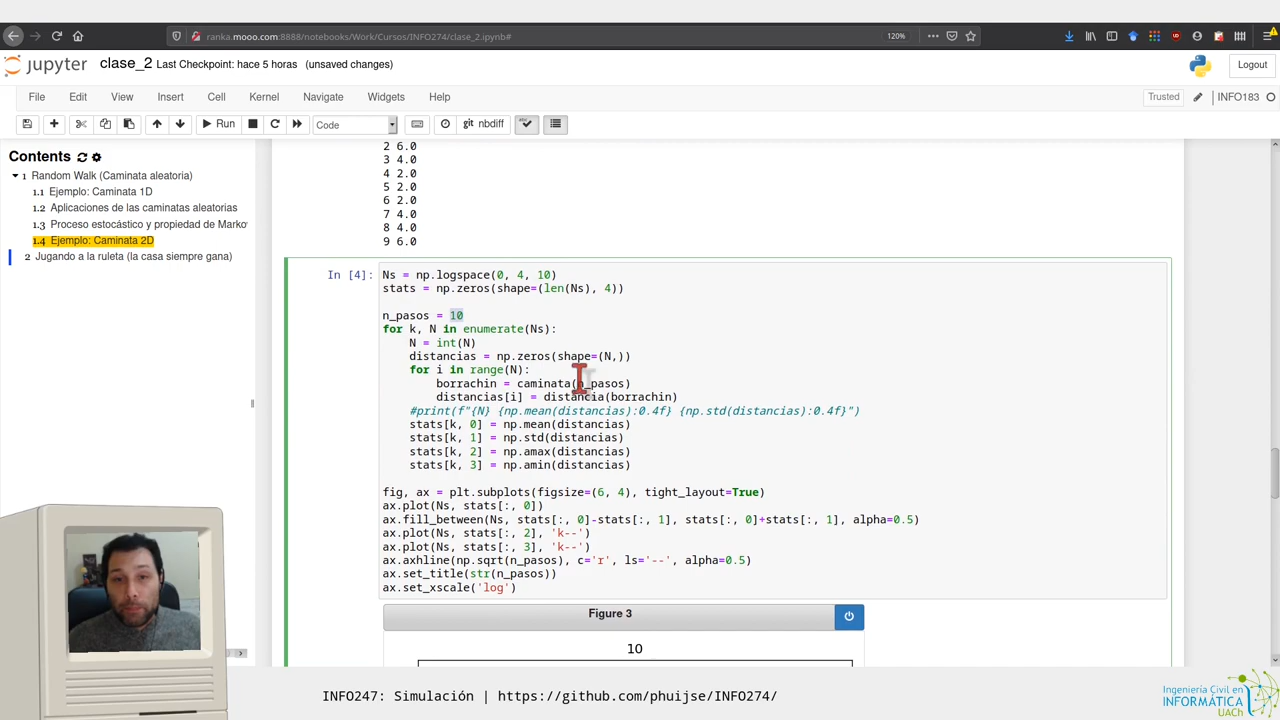 ranka.mooo.com:8888/notebooks/Work/Cursos/INFO274/clase_2.ipynb#
120%
jupyter clase_2 Last Checkpoint: hace 5 horas (unsaved changes)
Logout
File Edit View Insert Cell Kernel Navigate Widgets Help
Trusted INFO183
Run Code git nbdiff
Contents
1 Random Walk (Caminata aleatoria)
1.1 Ejemplo: Caminata 1D
1.2 Aplicaciones de las caminatas aleatorias
1.3 Proceso estocástico y propiedad de Marko
1.4 Ejemplo: Caminata 2D
2 Jugando a la ruleta (la casa siempre gana)
2 6.0
3 4.0
4 2.0
5 2.0
6 2.0
7 4.0
8 4.0
9 6.0
In [4]:
Ns = np.logspace(0, 4, 10)
stats = np.zeros(shape=(len(Ns), 4))
n_pasos = 10
for k, N in enumerate(Ns):
    N = int(N)
    distancias = np.zeros(shape=(N,))
    for i in range(N):
        borrachin = caminata(n_pasos)
        distancias[i] = distancia(borrachin)
    #print(f"{N} {np.mean(distancias):0.4f} {np.std(distancias):0.4f}")
    stats[k, 0] = np.mean(distancias)
    stats[k, 1] = np.std(distancias)
    stats[k, 2] = np.amax(distancias)
    stats[k, 3] = np.amin(distancias)
fig, ax = plt.subplots(figsize=(6, 4), tight_layout=True)
ax.plot(Ns, stats[:, 0])
ax.fill_between(Ns, stats[:, 0]-stats[:, 1], stats[:, 0]+stats[:, 1], alpha=0.5)
ax.plot(Ns, stats[:, 2], 'k--')
ax.plot(Ns, stats[:, 3], 'k--')
ax.axhline(np.sqrt(n_pasos), c='r', ls='--', alpha=0.5)
ax.set_title(str(n_pasos))
ax.set_xscale('log')
Figure 3
10
INFO247: Simulación | https://github.com/phuijse/INFO274/
Ingeniería Civil en
INFORMÁTICA
UACh